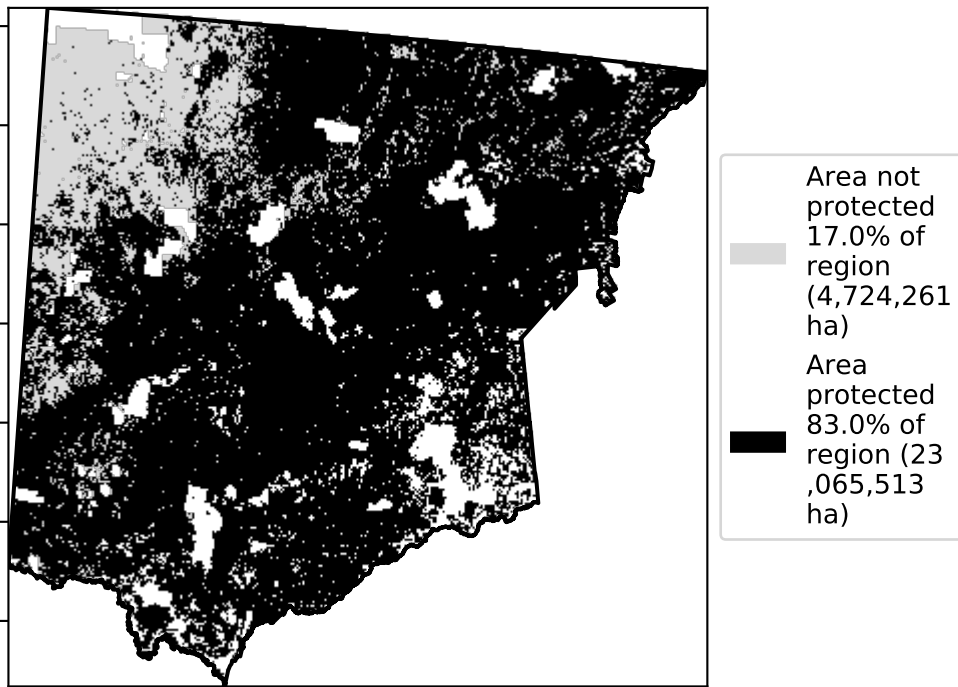 Area not
protected
17.0% of
region
(4,724,261
ha)
Area
protected
83.0% of
region (23
,065,513
ha)